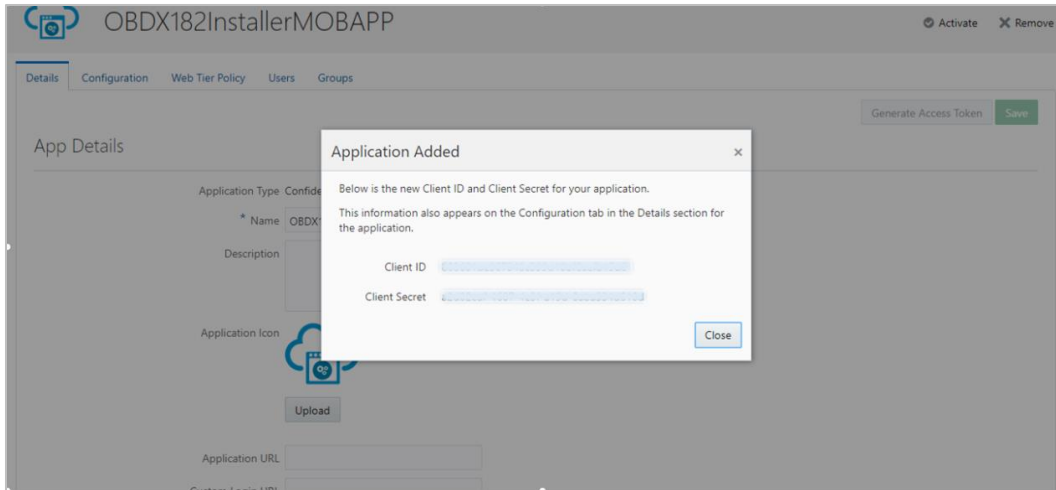 OBDX182InstallerMOBAPP
Activate
Remove
Details
Configuration
Web Tier Policy
Users
Groups
Generate Access Token
Save
App Details
Application Added
×
Below is the new Client ID and Client Secret for your application.
This information also appears on the Configuration tab in the Details section for
the application.
Client ID
Client Secret
Close
Application Type Confide
* Name OBDX
Description
Application Icon
Upload
Application URL
Custom Login URL